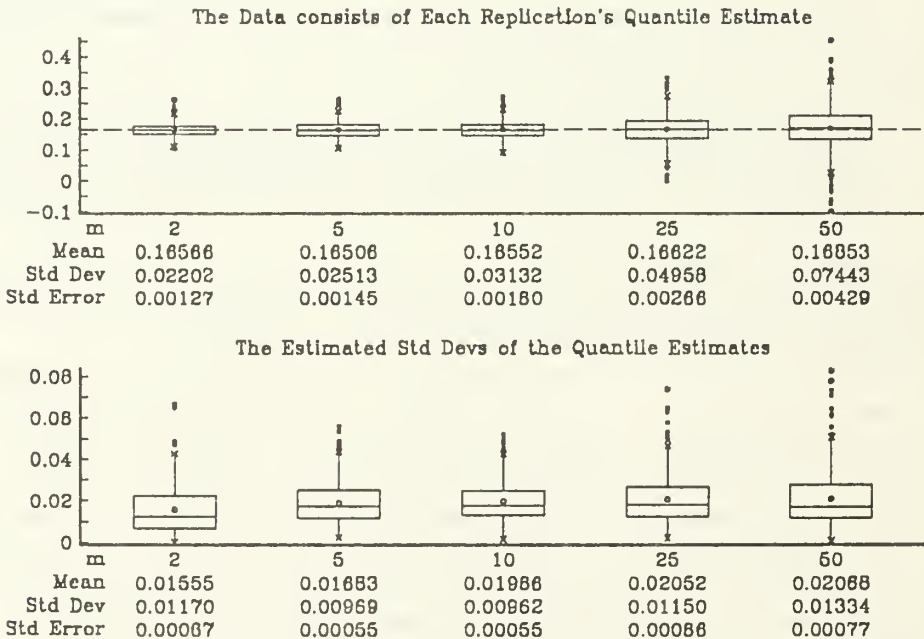 The Data consists of Each Replication's Quantile Estimate
0.4
0.3
0.2
0.1
0
−0.1
m 2 5 10 25 50
Mean 0.16566 0.16506 0.16552 0.16622 0.16853
Std Dev 0.02202 0.02513 0.03132 0.04958 0.07443
Std Error 0.00127 0.00145 0.00180 0.00286 0.00429
The Estimated Std Devs of the Quantile Estimates
0.08
0.06
0.04
0.02
0
m 2 5 10 25 50
Mean 0.01555 0.01883 0.01986 0.02052 0.02068
Std Dev 0.01170 0.00969 0.00962 0.01150 0.01334
Std Error 0.00067 0.00055 0.00055 0.00066 0.00077